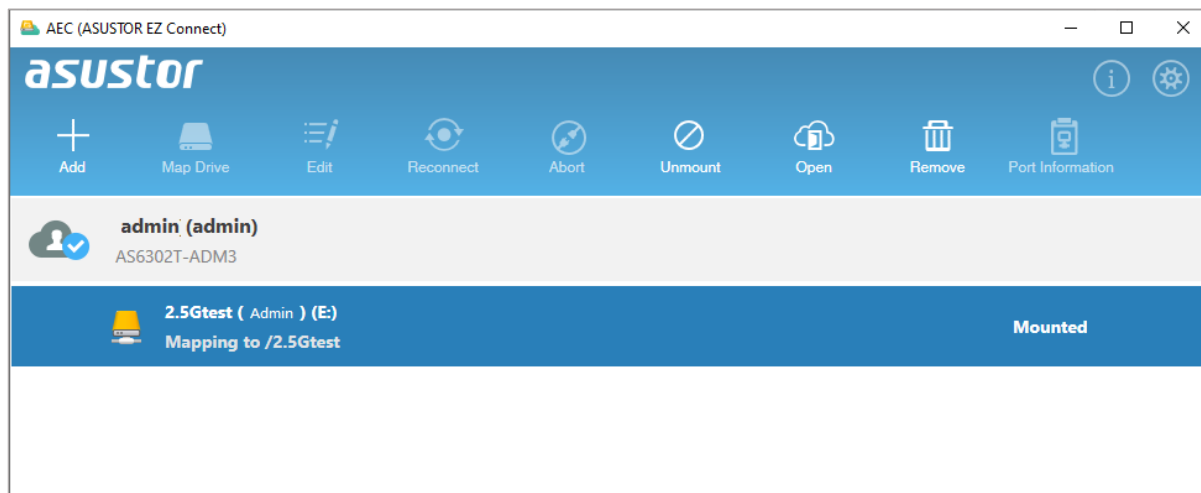 AEC (ASUSTOR EZ Connect)
asustor
Add Map Drive Edit Reconnect Abort Unmount Open Remove Port Information
admin (admin)
AS6302T-ADM3
2.5Gtest ( Admin ) (E:)
Mapping to /2.5Gtest
Mounted